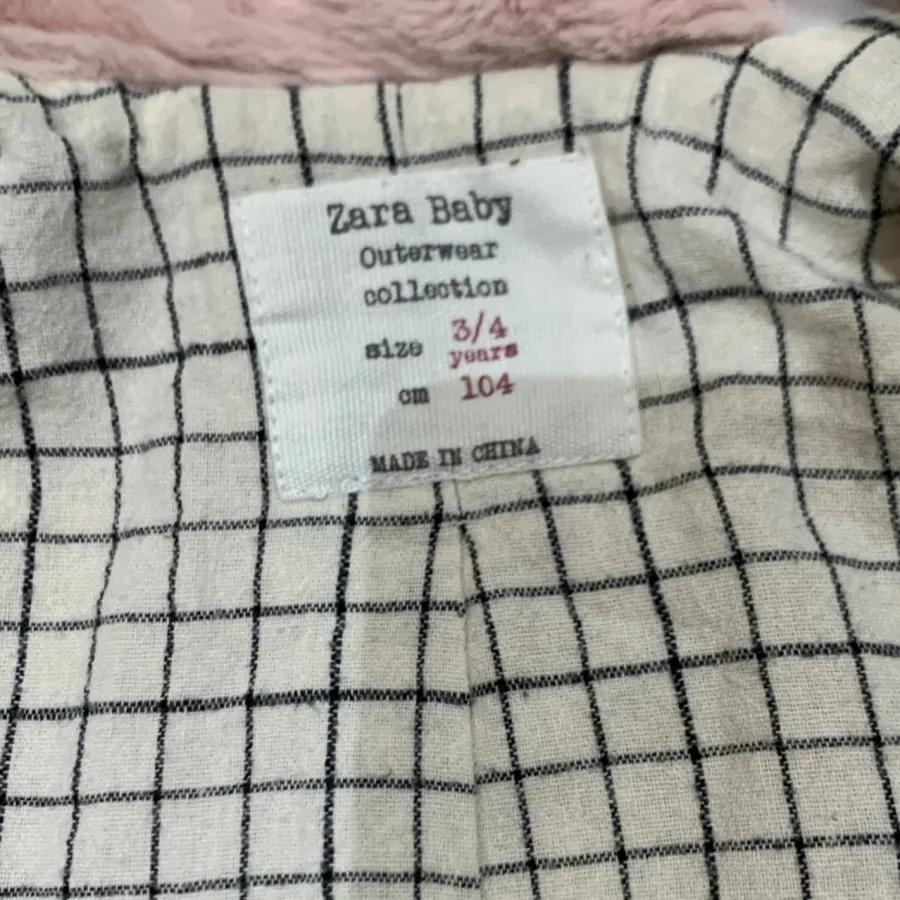 Zara Baby
Outerwear
collection
size 3/4
years
cm 104
MADE IN CHINA